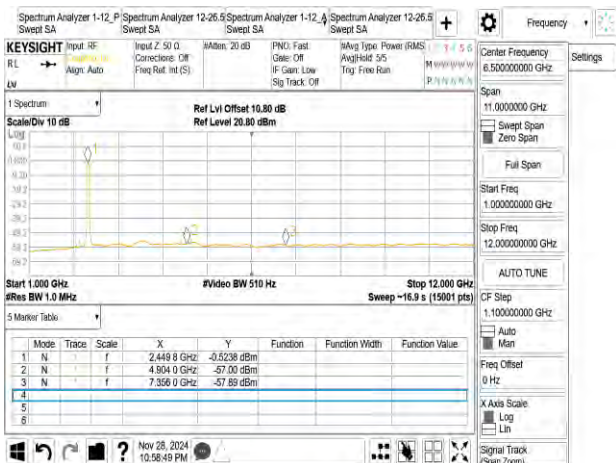 Spectrum Analyzer 1-12_P
Swept SA
Spectrum Analyzer 12-26.5
Swept SA
Spectrum Analyzer 1-12_A
Swept SA
Spectrum Analyzer 12-26.5
Swept SA
+
Frequency
Settings
KEYSIGHT
RL
Input: RF
Align: Auto
Input Z: 50 Ω
Corrections: Off
Freq Ref: Int (S)
#Atten: 20 dB
PNO: Fast
Gate: Off
IF Gain: Low
Sig Track: Off
#Avg Type: Power (RMS)
Avg|Hold: 5/5
Trig: Free Run
1 Spectrum
Scale/Div 10 dB
Ref Lvl Offset 10.80 dB
Ref Level 20.80 dBm
Log
1
2
3
Start 1.000 GHz
#Video BW 510 Hz
Stop 12.000 GHz
#Res BW 1.0 MHz
Sweep ~16.9 s (15001 pts)
5 Marker Table
Mode Trace Scale X Y Function Function Width Function Value
1 N f 2.449 8 GHz -0.5238 dBm
2 N f 4.904 0 GHz -57.00 dBm
3 N f 7.356 0 GHz -57.89 dBm
4
5
6
Nov 28, 2024
10:58:49 PM
Center Frequency
6.500000000 GHz
Span
11.0000000 GHz
Swept Span
Zero Span
Full Span
Start Freq
1.000000000 GHz
Stop Freq
12.000000000 GHz
AUTO TUNE
CF Step
1.100000000 GHz
Auto
Man
Freq Offset
0 Hz
X Axis Scale
Log
Lin
Signal Track
(Span Zoom)